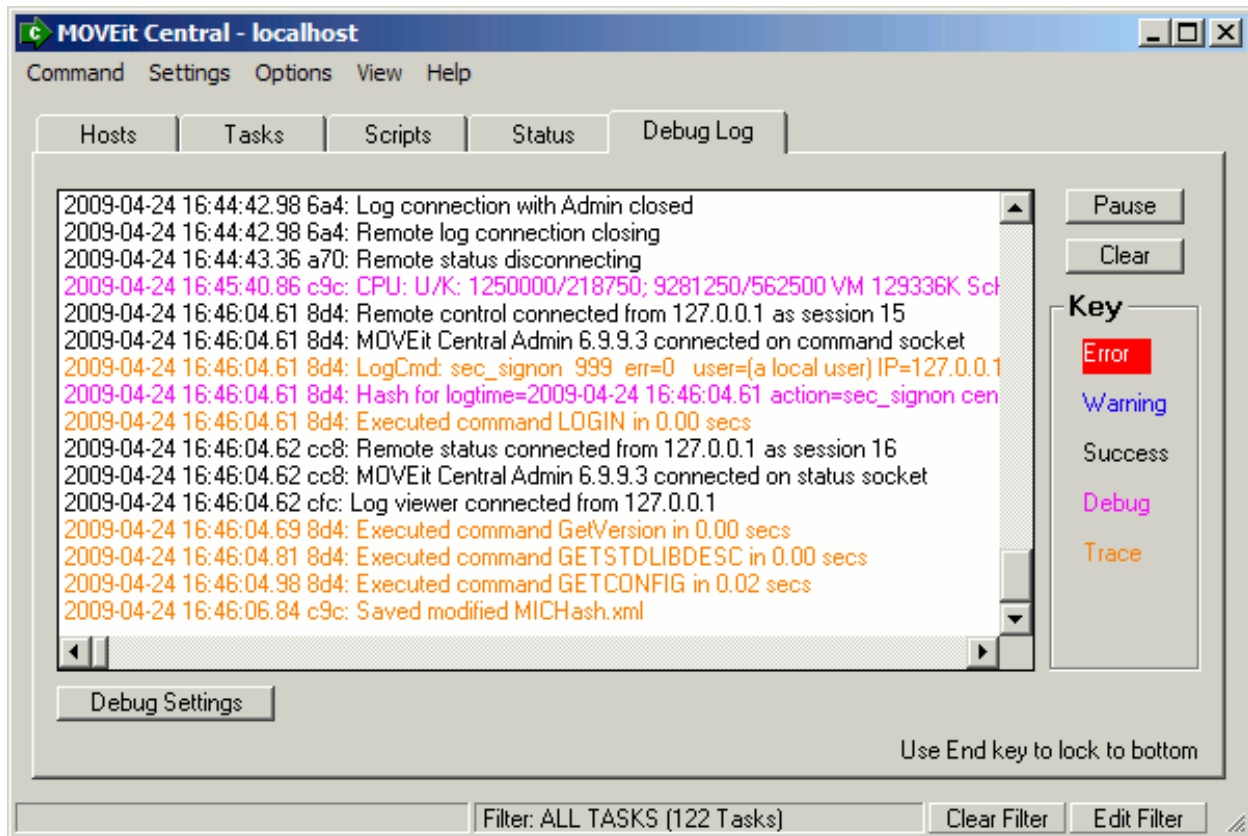 MOVEit Central - localhost
Command Settings Options View Help
Hosts Tasks Scripts Status Debug Log
2009-04-24 16:44:42.98 6a4: Log connection with Admin closed
2009-04-24 16:44:42.98 6a4: Remote log connection closing
2009-04-24 16:44:43.36 a70: Remote status disconnecting
2009-04-24 16:45:40.86 c9c: CPU: U/K: 1250000/218750; 9281250/562500 VM 129336K Sch
2009-04-24 16:46:04.61 8d4: Remote control connected from 127.0.0.1 as session 15
2009-04-24 16:46:04.61 8d4: MOVEit Central Admin 6.9.9.3 connected on command socket
2009-04-24 16:46:04.61 8d4: LogCmd: sec_signon 999 err=0 user=(a local user) IP=127.0.0.1
2009-04-24 16:46:04.61 8d4: Hash for logtime=2009-04-24 16:46:04.61 action=sec_signon cen
2009-04-24 16:46:04.61 8d4: Executed command LOGIN in 0.00 secs
2009-04-24 16:46:04.62 cc8: Remote status connected from 127.0.0.1 as session 16
2009-04-24 16:46:04.62 cc8: MOVEit Central Admin 6.9.9.3 connected on status socket
2009-04-24 16:46:04.62 cfc: Log viewer connected from 127.0.0.1
2009-04-24 16:46:04.69 8d4: Executed command GetVersion in 0.00 secs
2009-04-24 16:46:04.81 8d4: Executed command GETSTDLIBDESC in 0.00 secs
2009-04-24 16:46:04.98 8d4: Executed command GETCONFIG in 0.02 secs
2009-04-24 16:46:06.84 c9c: Saved modified MICHash.xml
Pause
Clear
Key
Error
Warning
Success
Debug
Trace
Debug Settings
Use End key to lock to bottom
Filter: ALL TASKS (122 Tasks) Clear Filter Edit Filter